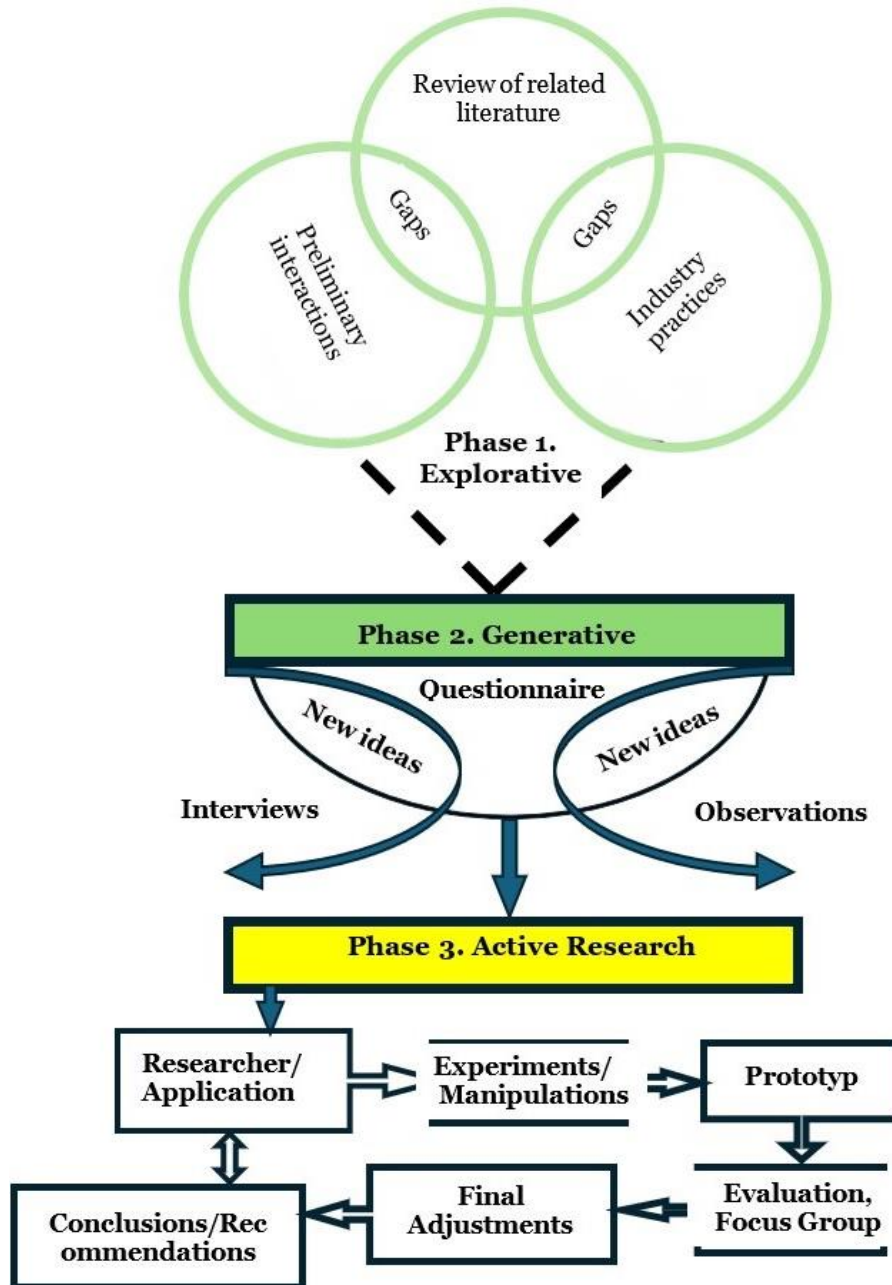 Review of related
literature
Gaps
Gaps
Preliminary
interactions
Industry
practices
Phase 1.
Explorative
Phase 2. Generative
Questionnaire
New ideas
New ideas
Interviews
Observations
Phase 3. Active Research
Researcher/
Application
Experiments/
Manipulations
Prototyp
Conclusions/Rec
ommendations
Final
Adjustments
Evaluation,
Focus Group